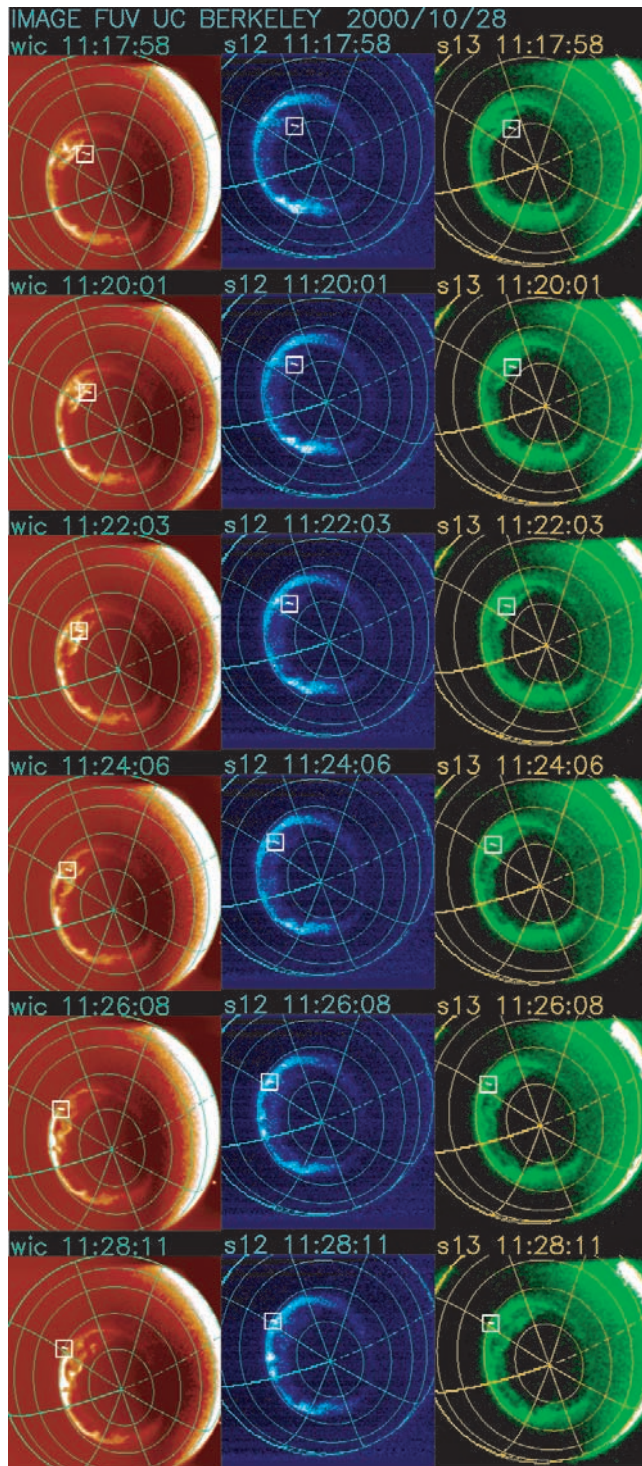 IMAGE FUV UC BERKELEY 2000/10/28
wic 11:17:58 s12 11:17:58 s13 11:17:58
wic 11:20:01 s12 11:20:01 s13 11:20:01
wic 11:22:03 s12 11:22:03 s13 11:22:03
wic 11:24:06 s12 11:24:06 s13 11:24:06
wic 11:26:08 s12 11:26:08 s13 11:26:08
wic 11:28:11 s12 11:28:11 s13 11:28:11